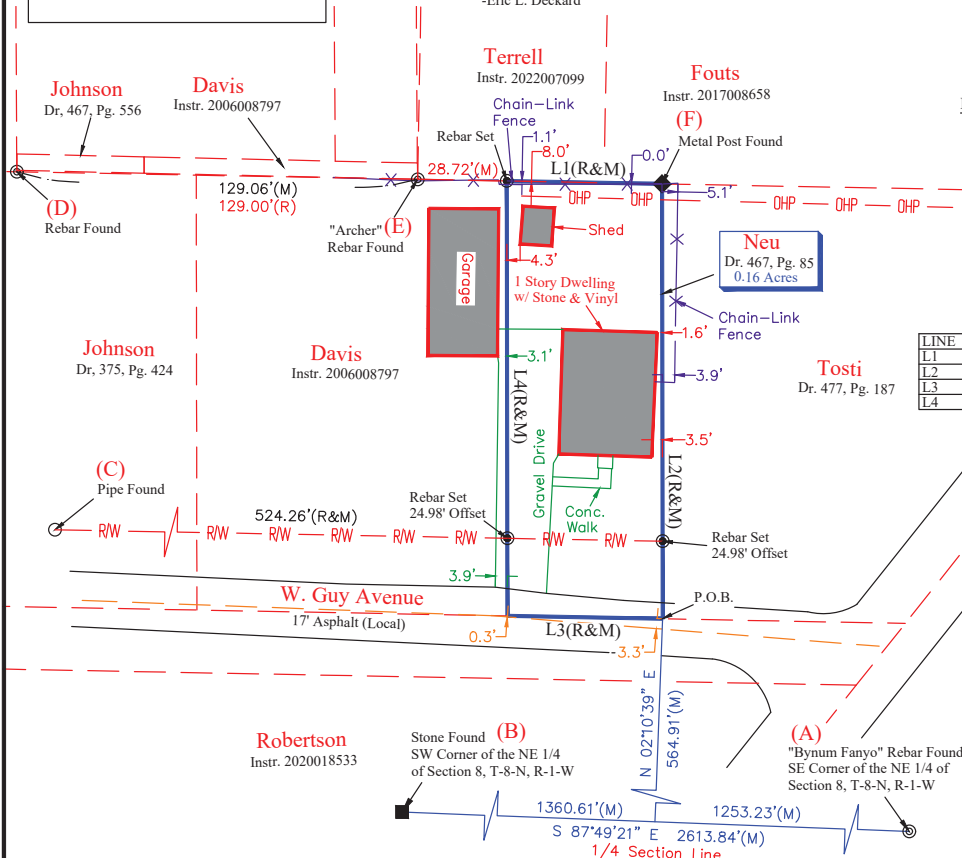 -Eric L. Deckard
Terrell
Instr. 2022007099
Fouts
Instr. 2017008658
Johnson
Dr, 467, Pg. 556
Davis
Instr. 2006008797
Chain-Link
Fence
Rebar Set
1.1'
8.0'
(F)
Metal Post Found
0.0'
28.72'(M)
L1(R&M)
5.1'
129.06'(M)
129.00'(R)
(D)
Rebar Found
(E)
"Archer"
Rebar Found
OHP
OHP
OHP
OHP
OHP
Shed
Garage
4.3'
1 Story Dwelling
w/ Stone & Vinyl
Neu
Dr. 467, Pg. 85
0.16 Acres
Chain-Link
Fence
1.6'
Johnson
Dr, 375, Pg. 424
Davis
Instr. 2006008797
3.1'
L4(R&M)
3.9'
Tosti
Dr. 477, Pg. 187
LINE
L1
L2
L3
L4
3.5'
L2(R&M)
Gravel Drive
Conc.
Walk
(C)
Pipe Found
524.26'(R&M)
R/W
R/W
R/W
R/W
R/W
R/W
R/W
R/W
Rebar Set
24.98' Offset
Rebar Set
24.98' Offset
3.9'
W. Guy Avenue
17' Asphalt (Local)
P.O.B.
0.3'
L3(R&M)
3.3'
N 02°10'39" E
564.91'(M)
Robertson
Instr. 2020018533
(B)
Stone Found
SW Corner of the NE 1/4
of Section 8, T-8-N, R-1-W
(A)
"Bynum Fanyo" Rebar Found
SE Corner of the NE 1/4 of
Section 8, T-8-N, R-1-W
1360.61'(M)
1253.23'(M)
S 87°49'21" E 2613.84'(M)
1/4 Section Line